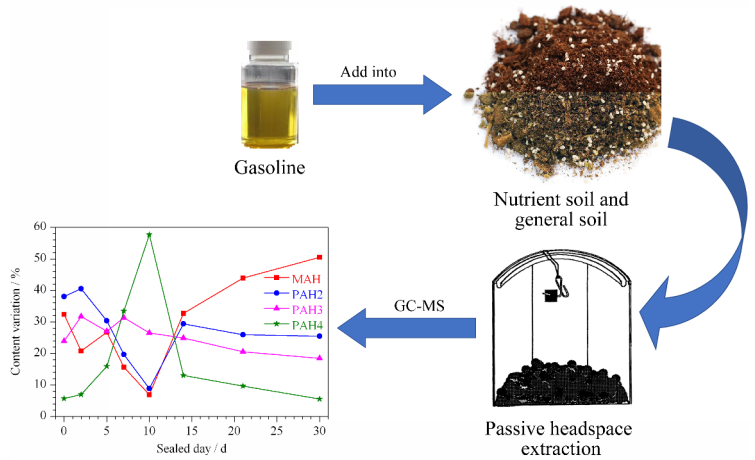 Add into
Gasoline
Nutrient soil and
general soil
60
50
40
30
20
10
0
Content variation / %
MAH
PAH2
PAH3
PAH4
0
5
10
15
20
25
30
Sealed day / d
GC-MS
Passive headspace
extraction